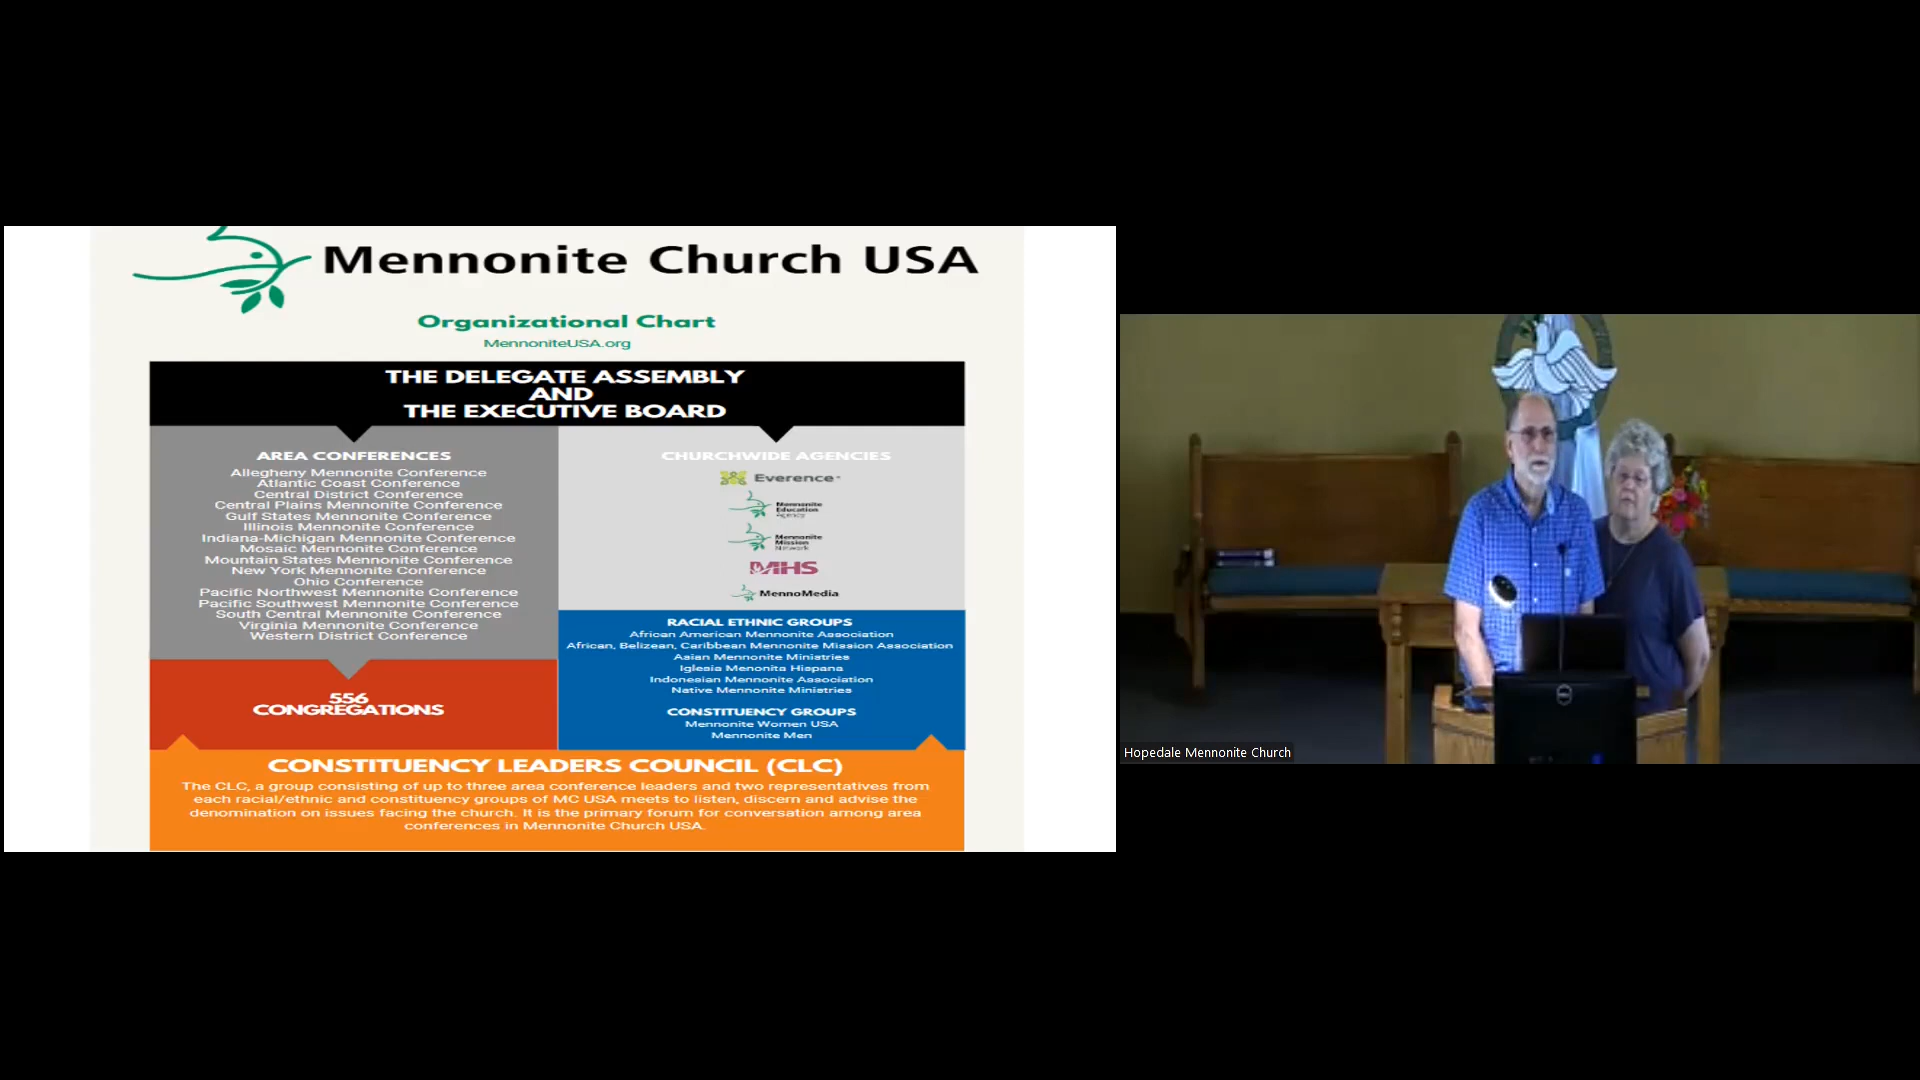 Mennonite Church USA
Organizational Chart
MennoniteUSA.org
THE DELEGATE ASSEMBLY
AND
THE EXECUTIVE BOARD
AREA CONFERENCES
Allegheny Mennonite Conference
Atlantic Coast Conference
Central District Conference
Central Plains Mennonite Conference
Gulf States Mennonite Conference
Illinois Mennonite Conference
Indiana-Michigan Mennonite Conference
Mosaic Mennonite Conference
Mountain States Mennonite Conference
New York Mennonite Conference
Ohio Conference
Pacific Northwest Mennonite Conference
Pacific Southwest Mennonite Conference
South Central Mennonite Conference
Virginia Mennonite Conference
Western District Conference
556
CONGREGATIONS
CHURCHWIDE AGENCIES
Everence
Mennonite
Education
Agency
Mennonite
Mission
Network
MHS
MennoMedia
RACIAL ETHNIC GROUPS
African American Mennonite Association
African, Belizean, Caribbean Mennonite Mission Association
Asian Mennonite Ministries
Iglesia Menonita Hispana
Indonesian Mennonite Association
Native Mennonite Ministries
CONSTITUENCY GROUPS
Mennonite Women USA
Mennonite Men
CONSTITUENCY LEADERS COUNCIL (CLC)
The CLC, a group consisting of up to three area conference leaders and two representatives from
each racial/ethnic and constituency groups of MC USA meets to listen, discern and advise the
denomination on issues facing the church. It is the primary forum for conversation among area
conferences in Mennonite Church USA.
Hopedale Mennonite Church
DELL